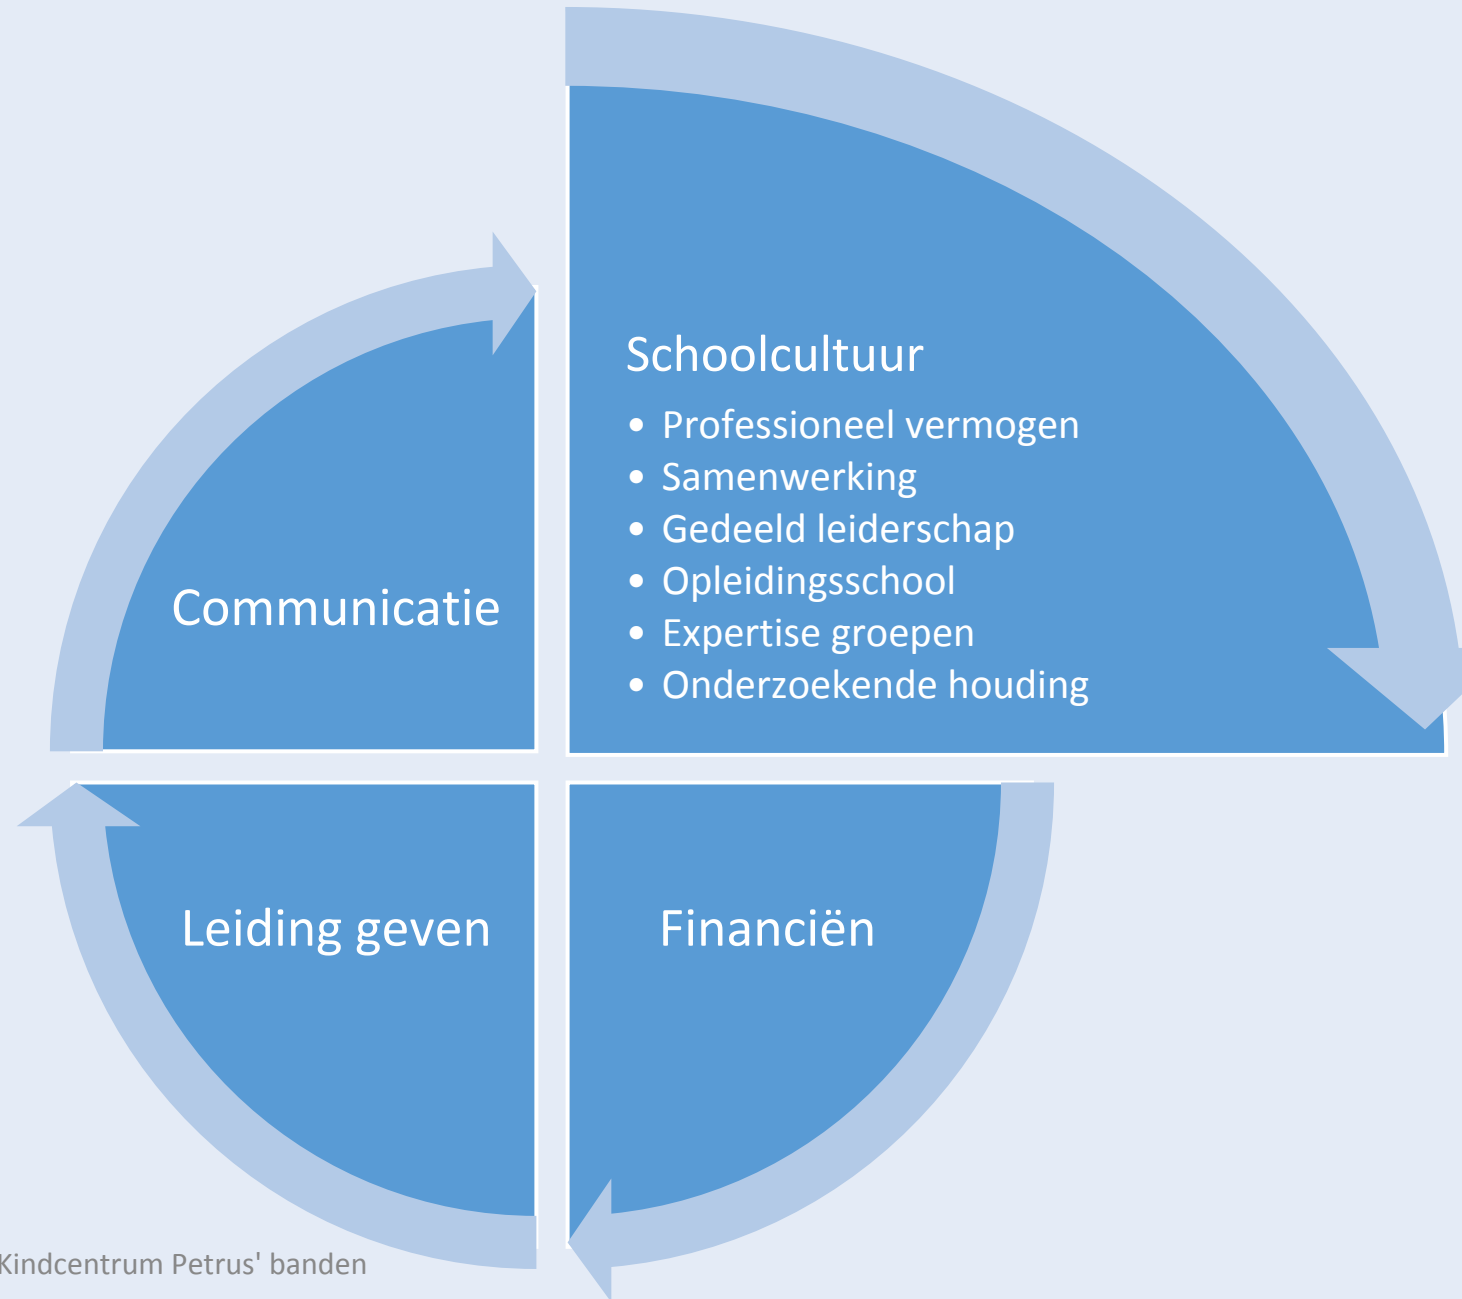 Schoolcultuur
• Professioneel vermogen
• Samenwerking
• Gedeeld leiderschap
• Opleidingsschool
• Expertise groepen
• Onderzoekende houding
Communicatie
Leiding geven
Financiën
Kindcentrum Petrus' banden